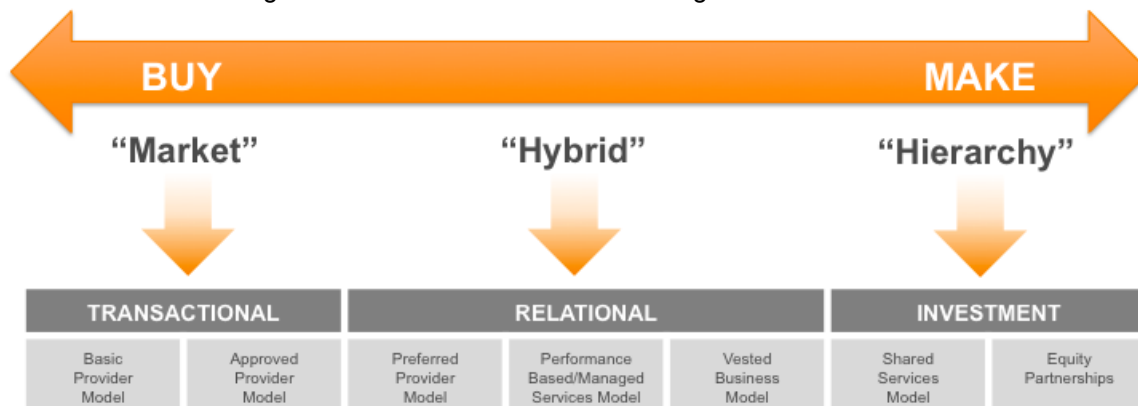 BUY
MAKE
“Market”
“Hybrid”
“Hierarchy”
TRANSACTIONAL
RELATIONAL
INVESTMENT
Basic
Provider
Model
Approved
Provider
Model
Preferred
Provider
Model
Performance
Based/Managed
Services Model
Vested
Business
Model
Shared
Services
Model
Equity
Partnerships